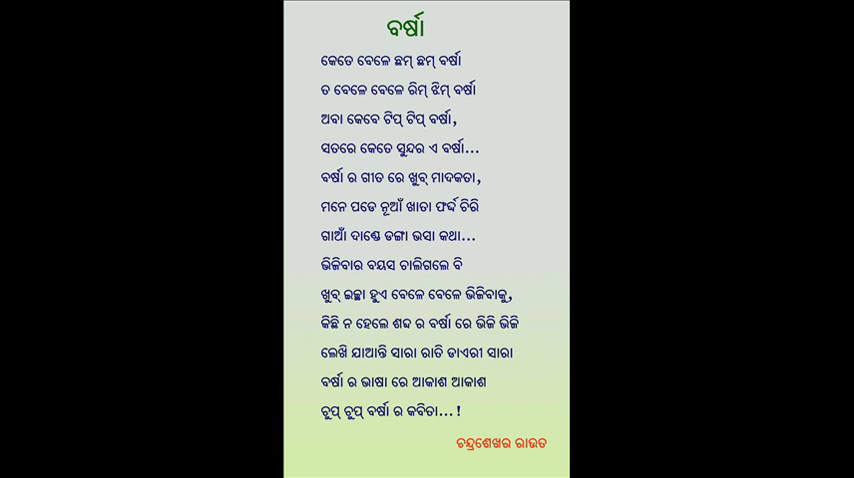 ବର୍ଷା
କେତେ ବେଳେ ଛମ୍ ଛମ୍ ବର୍ଷା
ତ ବେଳେ ବେଳେ ରିମ୍ ଝିମ୍ ବର୍ଷା
ଅବା କେବେ ଟିପ୍ ଟିପ୍ ବର୍ଷା,
ସତରେ କେତେ ସୁନ୍ଦର ଏ ବର୍ଷା...
ବର୍ଷା ର ଗୀତ ରେ ଖୁବ୍ ମାଦକତା,
ମନେ ପଡେ ନୂଆଁ ଖାତା ଫର୍ଦ୍ଦ ଚିରି
ଗାଆଁ ଦାଣ୍ଡେ ଡଙ୍ଗା ଭସା କଥା...
ଭିଜିବାର ବୟସ ଚାଲିଗଲେ ବି
ଖୁବ୍ ଇଚ୍ଛା ହୁଏ ବେଳେ ବେଳେ ଭିଜିବାକୁ,
କିଛି ନ ହେଲେ ଶବ୍ଦ ର ବର୍ଷା ରେ ଭିଜି ଭିଜି
ଲେଖି ଯାଆନ୍ତି ସାରା ରାତି ଡାଏରୀ ସାରା
ବର୍ଷା ର ଭାଷା ରେ ଆକାଶ ଆକାଶ
ଚୁପ୍ ଚୁପ୍ ବର୍ଷା ର କବିତା...!
ଚନ୍ଦ୍ରଶେଖର ରାଉତ